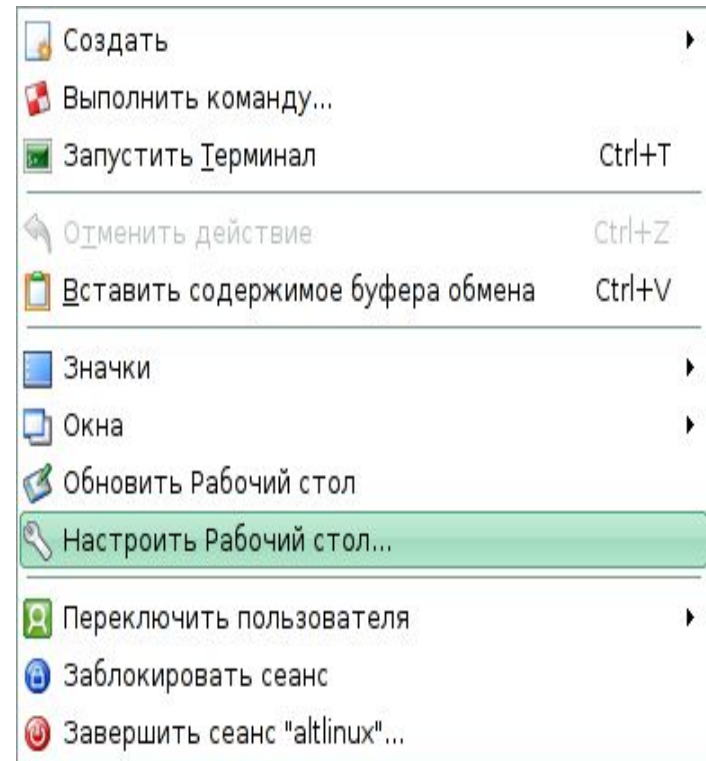 Создать
Выполнить команду...
Запустить Терминал Ctrl+T
Отменить действие Ctrl+Z
Вставить содержимое буфера обмена Ctrl+V
Значки
Окна
Обновить Рабочий стол
Настроить Рабочий стол...
Переключить пользователя
Заблокировать сеанс
Завершить сеанс "altlinux"...